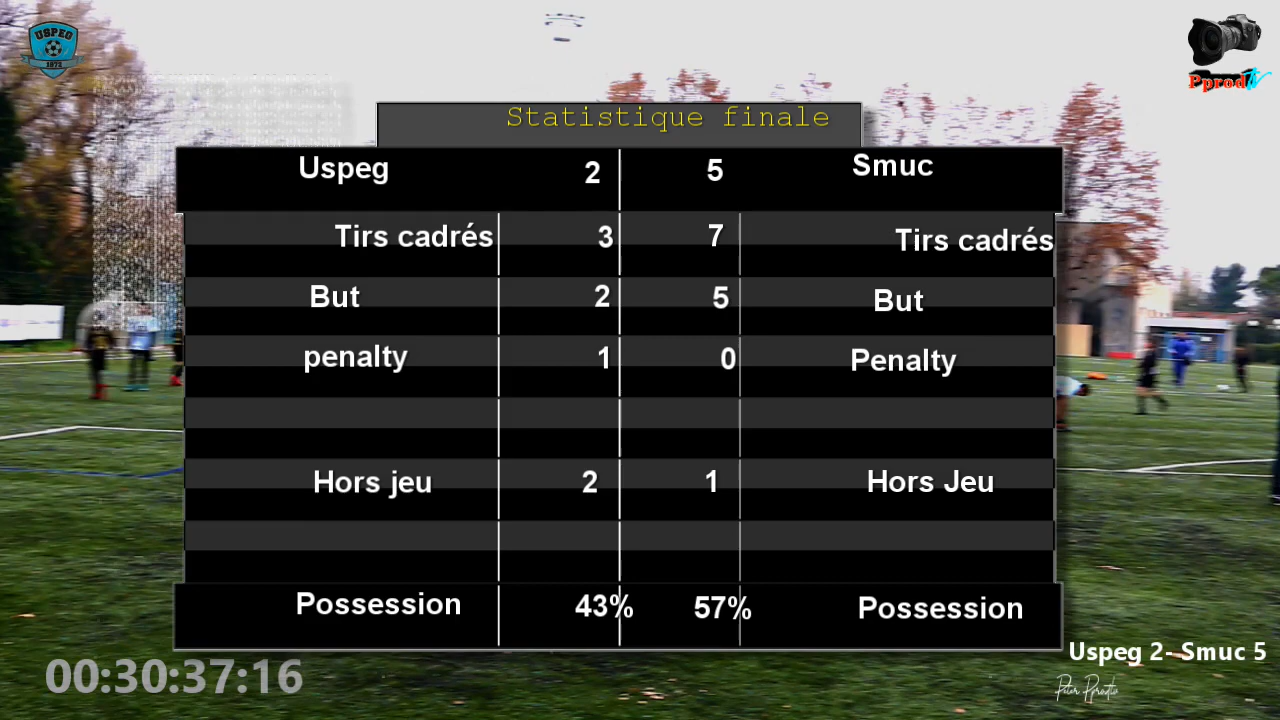 USPEG
1972
Pprod TV
Statistique finale
Uspeg 2 5 Smuc
Tirs cadrés 3 7 Tirs cadrés
But 2 5 But
penalty 1 0 Penalty
Hors jeu 2 1 Hors Jeu
Possession 43% 57% Possession
Uspeg 2- Smuc 5
00:30:37:16